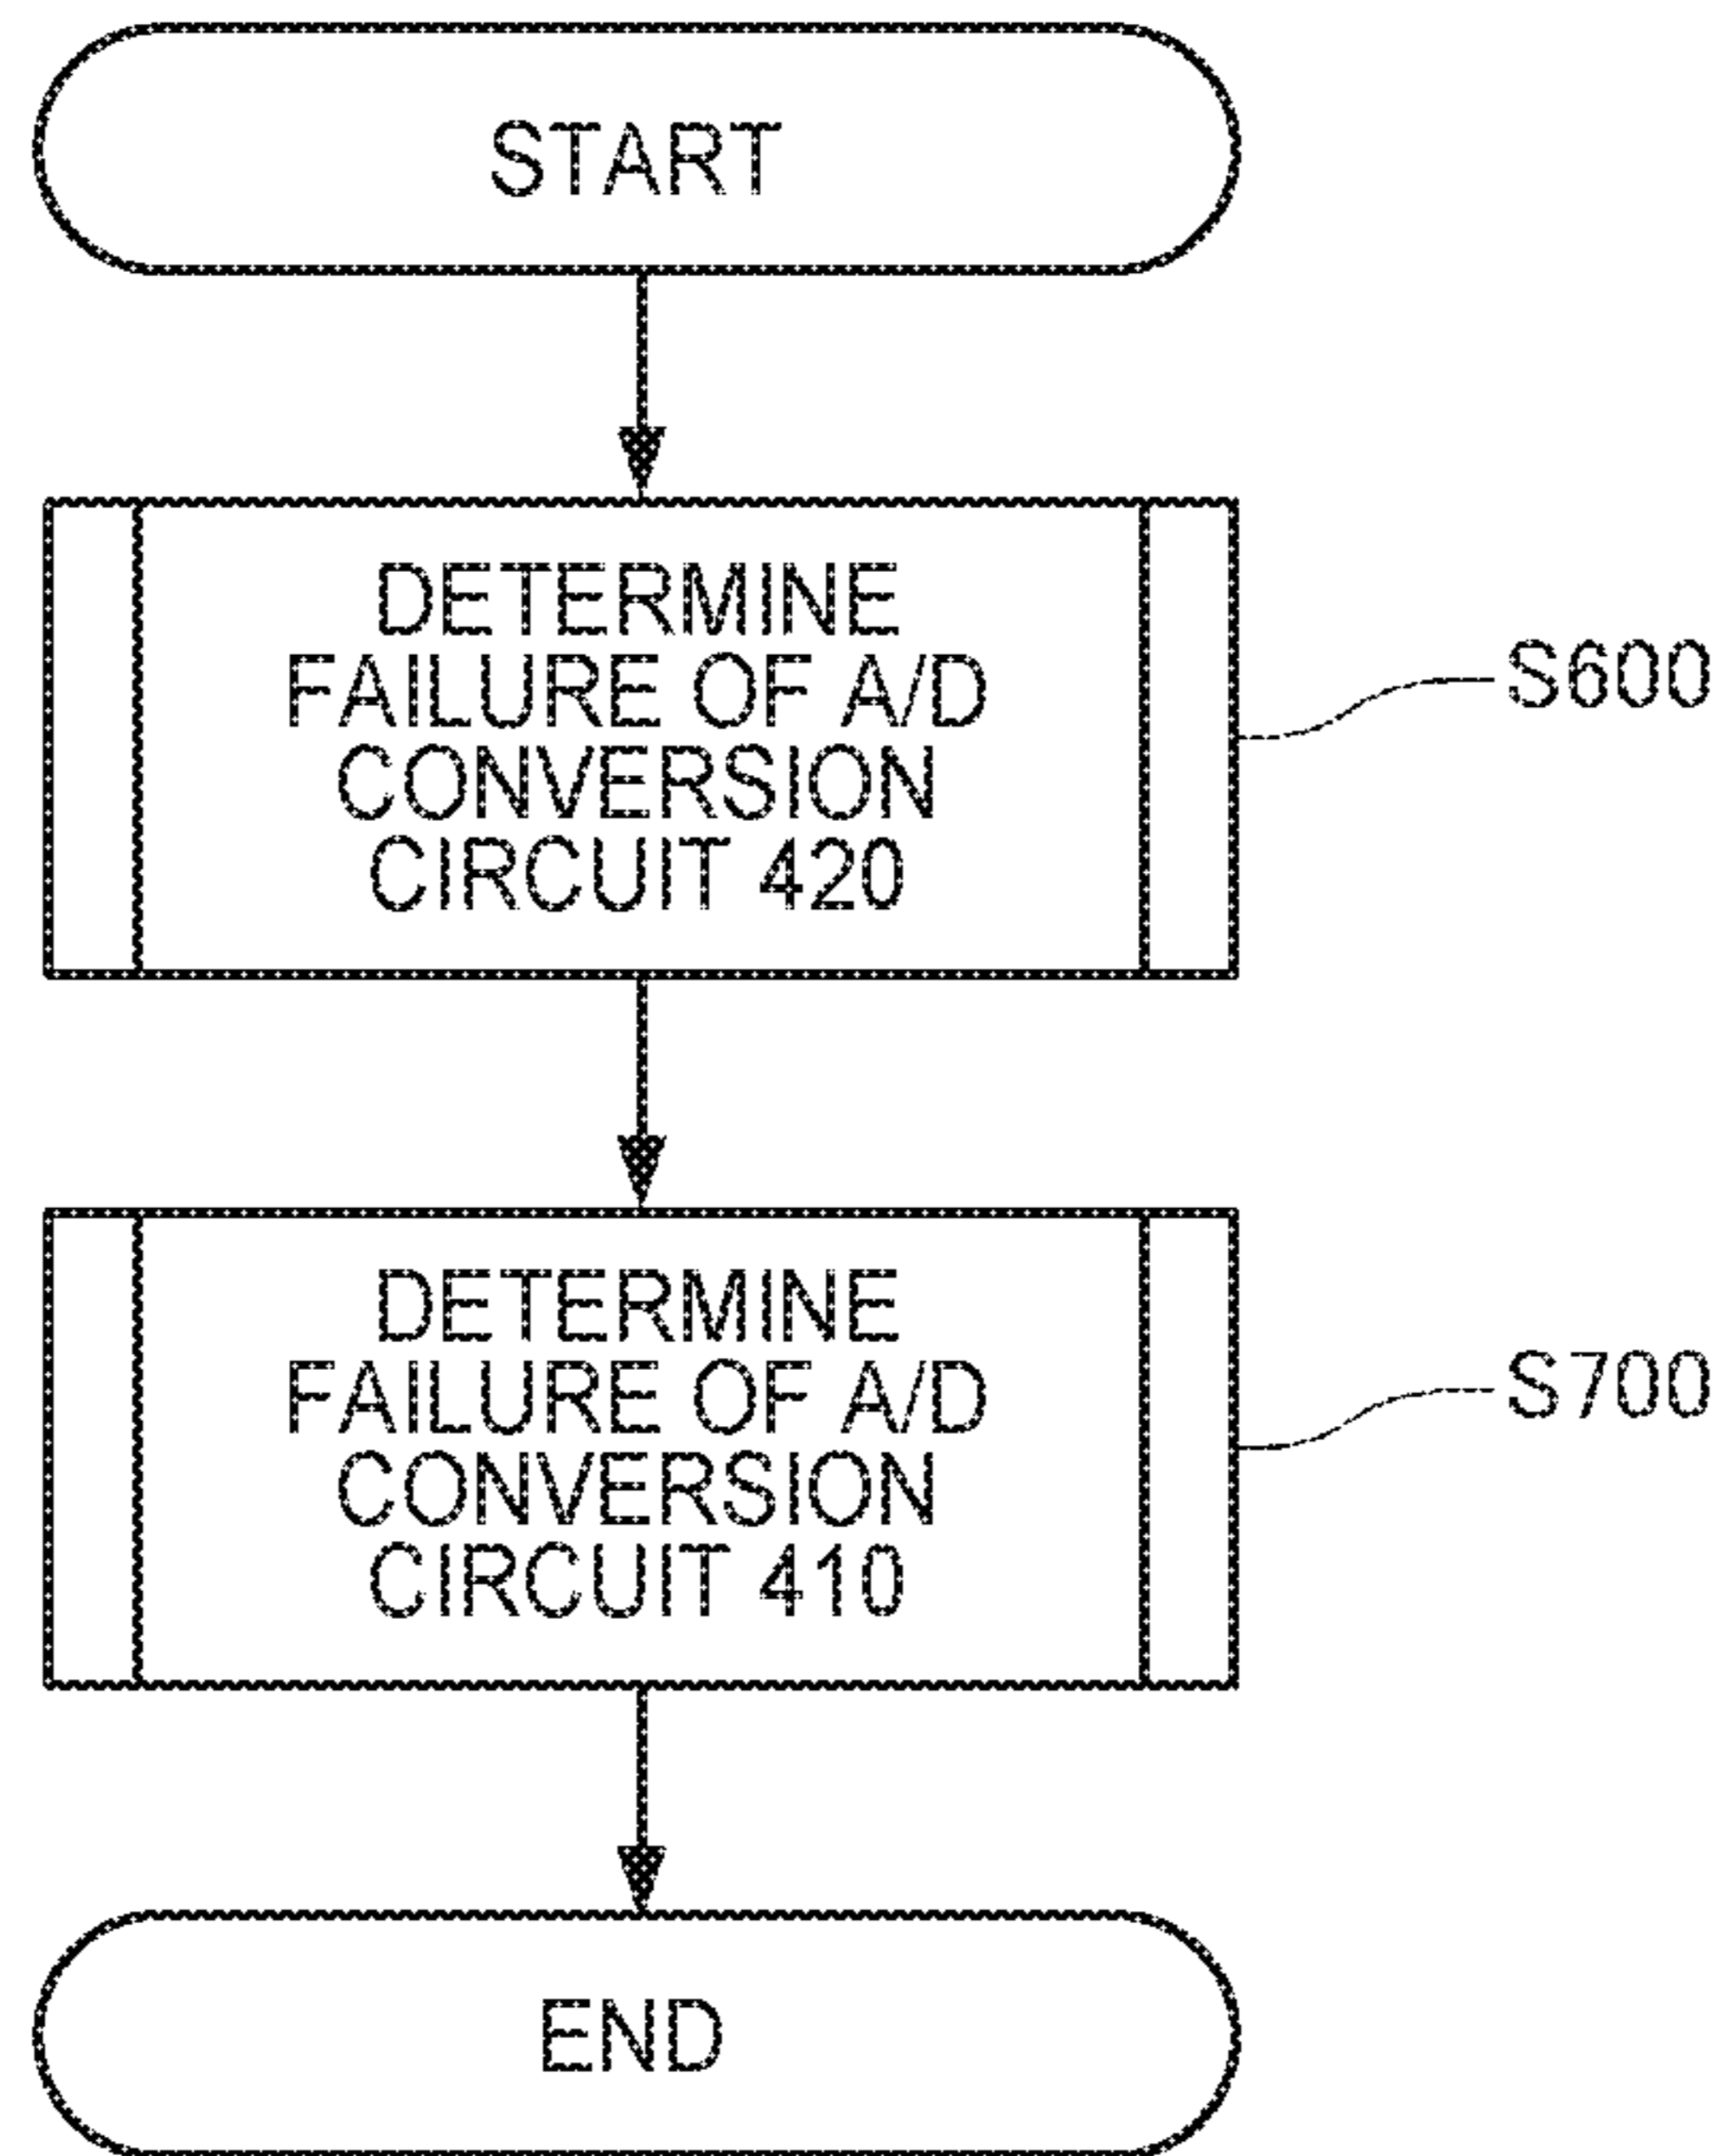 START
DETERMINE
FAILURE OF A/D
CONVERSION
CIRCUIT 420
S600
DETERMINE
FAILURE OF A/D
CONVERSION
CIRCUIT 410
S700
END